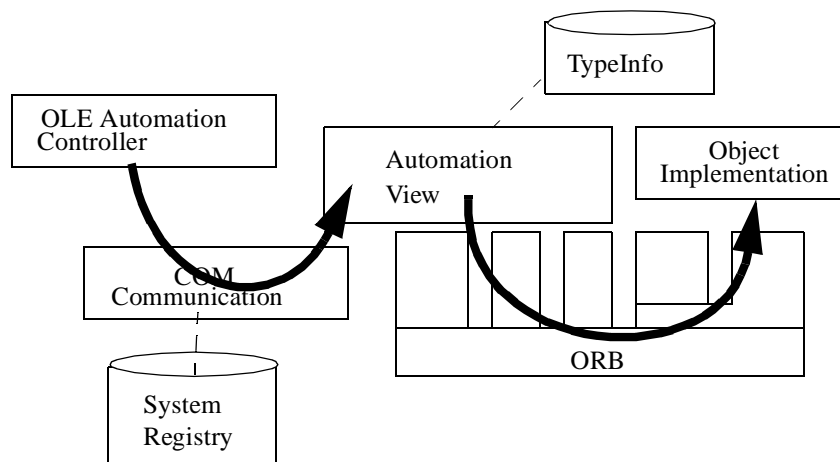 TypeInfo
OLE Automation
Controller
Automation
View
Object
Implementation
COM
Communication
ORB
System
Registry